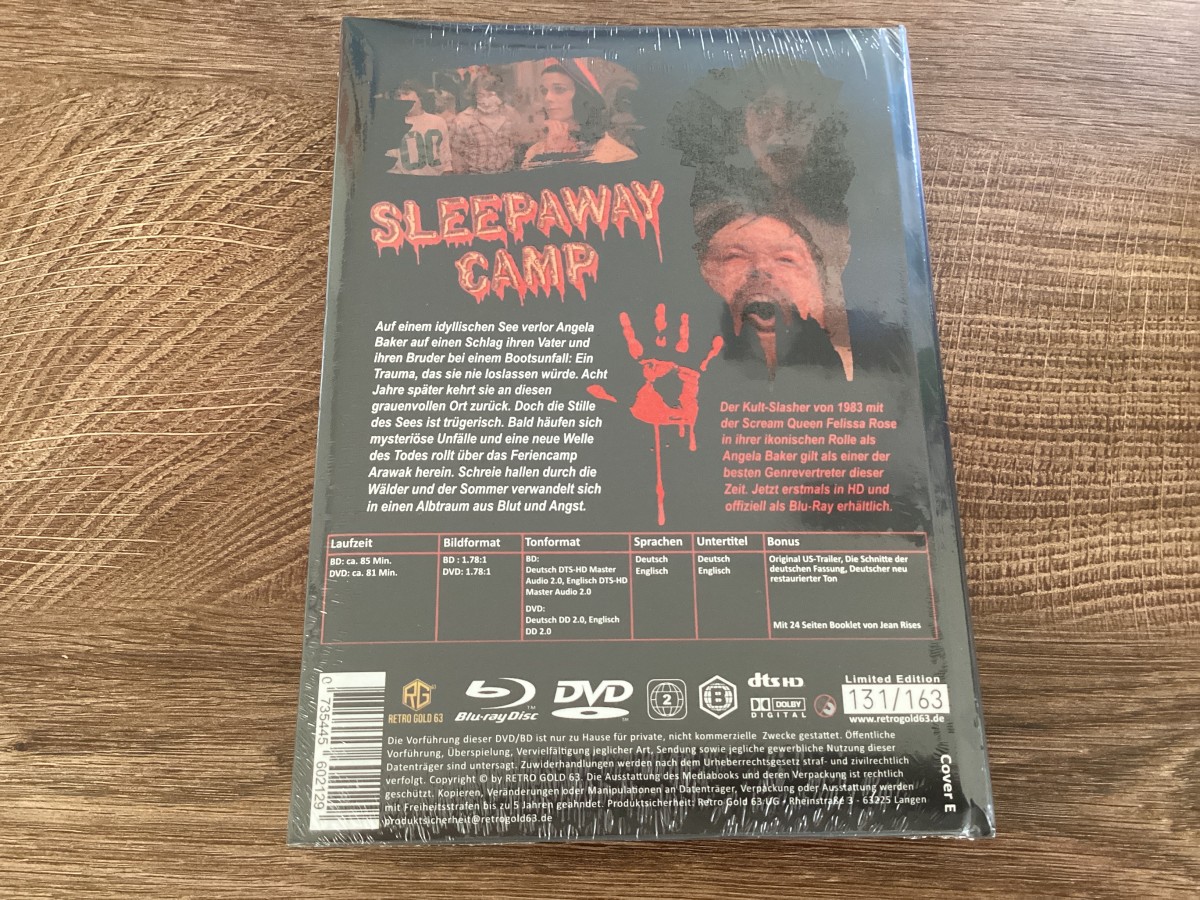 00
SLEEPAWAY
CAMP
Auf einem idyllischen See verlor Angela
Baker auf einen Schlag ihren Vater und
ihren Bruder bei einem Bootsunfall: Ein
Trauma, das sie nie loslassen würde. Acht
Jahre später kehrt sie an diesen
grauenvollen Ort zurück. Doch die Stille
des Sees ist trügerisch. Bald häufen sich
mysteriöse Unfälle und eine neue Welle
des Todes rollt über das Feriencamp
Arawak herein. Schreie hallen durch die
Wälder und der Sommer verwandelt sich
in einen Albtraum aus Blut und Angst.
Der Kult-Slasher von 1983 mit
der Scream Queen Felissa Rose
in ihrer ikonischen Rolle als
Angela Baker gilt als einer der
besten Genrevertreter dieser
Zeit. Jetzt erstmals in HD und
offiziell als Blu-Ray erhältlich.
Laufzeit
BD: ca. 85 Min.
DVD: ca. 81 Min.
Bildformat
BD : 1.78:1
DVD: 1.78:1
Tonformat
BD:
Deutsch DTS-HD Master
Audio 2.0, Englisch DTS-HD
Master Audio 2.0
DVD:
Deutsch DD 2.0, Englisch
DD 2.0
Sprachen
Deutsch
Englisch
Untertitel
Deutsch
Englisch
Bonus
Original US-Trailer, Die Schnitte der
deutschen Fassung, Deutscher neu
restaurierter Ton
Mit 24 Seiten Booklet von Jean Rises
0 735445 602129
RG63
RETRO GOLD 63
Blu-ray Disc™
DVD™
2
B
dts HD
DOLBY
DIGITAL
Limited Edition
131/163
www.retrogold63.de
Die Vorführung dieser DVD/BD ist nur zu Hause für private, nicht kommerzielle Zwecke gestattet. Öffentliche
Vorführung, Überspielung, Vervielfältigung jeglicher Art, Sendung sowie jegliche gewerbliche Nutzung dieser
Datenträger sind untersagt. Zuwiderhandlungen werden nach dem Urheberrechtsgesetz straf- und zivilrechtlich
verfolgt. Copyright © by RETRO GOLD 63. Die Ausstattung des Mediabooks und deren Verpackung ist rechtlich
geschützt. Kopieren, Veränderungen oder Manipulationen an Datenträger, Verpackung oder Ausstattung werden
mit Freiheitsstrafen bis zu 5 Jahren geahndet. Produktsicherheit: Retro Gold 63 UG - Rheinstraße 3 - 63225 Langen
produktsicherheit@retrogold63.de
Cover E